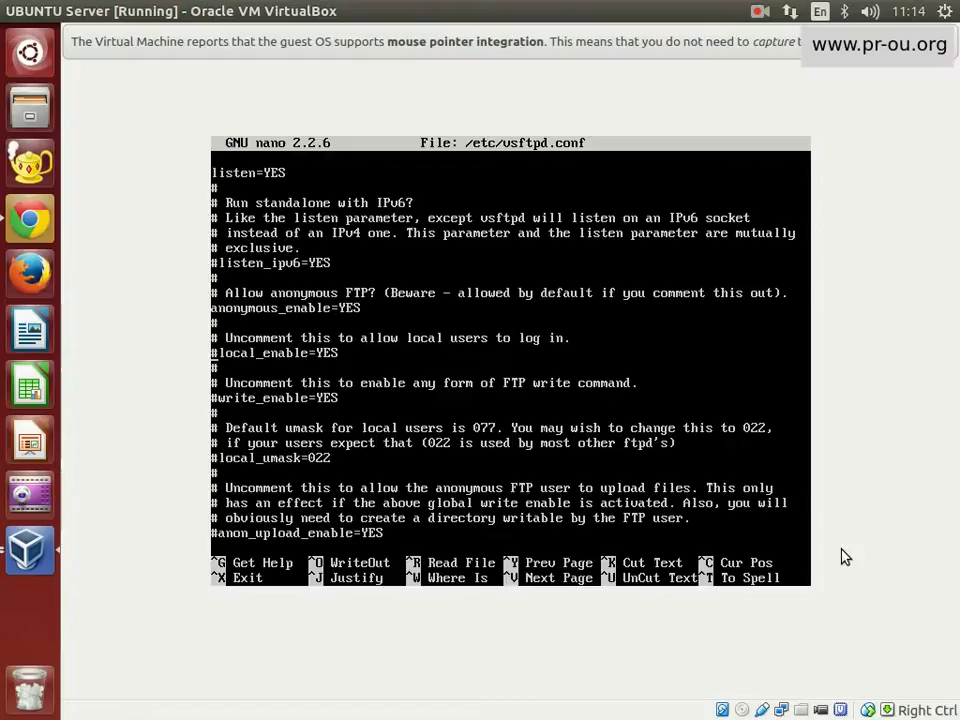 UBUNTU Server [Running] - Oracle VM VirtualBox
En
11:14
The Virtual Machine reports that the guest OS supports mouse pointer integration. This means that you do not need to capture t
www.pr-ou.org
GNU nano 2.2.6 File: /etc/vsftpd.conf
listen=YES
#
# Run standalone with IPv6?
# Like the listen parameter, except vsftpd will listen on an IPv6 socket
# instead of an IPv4 one. This parameter and the listen parameter are mutually
# exclusive.
#listen_ipv6=YES
#
# Allow anonymous FTP? (Beware - allowed by default if you comment this out).
anonymous_enable=YES
#
# Uncomment this to allow local users to log in.
#local_enable=YES
#
# Uncomment this to enable any form of FTP write command.
#write_enable=YES
#
# Default umask for local users is 077. You may wish to change this to 022,
# if your users expect that (022 is used by most other ftpd's)
#local_umask=022
#
# Uncomment this to allow the anonymous FTP user to upload files. This only
# has an effect if the above global write enable is activated. Also, you will
# obviously need to create a directory writable by the FTP user.
#anon_upload_enable=YES
^G Get Help ^O WriteOut ^R Read File ^Y Prev Page ^K Cut Text ^C Cur Pos
^X Exit ^J Justify ^W Where Is ^V Next Page ^U UnCut Text ^T To Spell
Right Ctrl